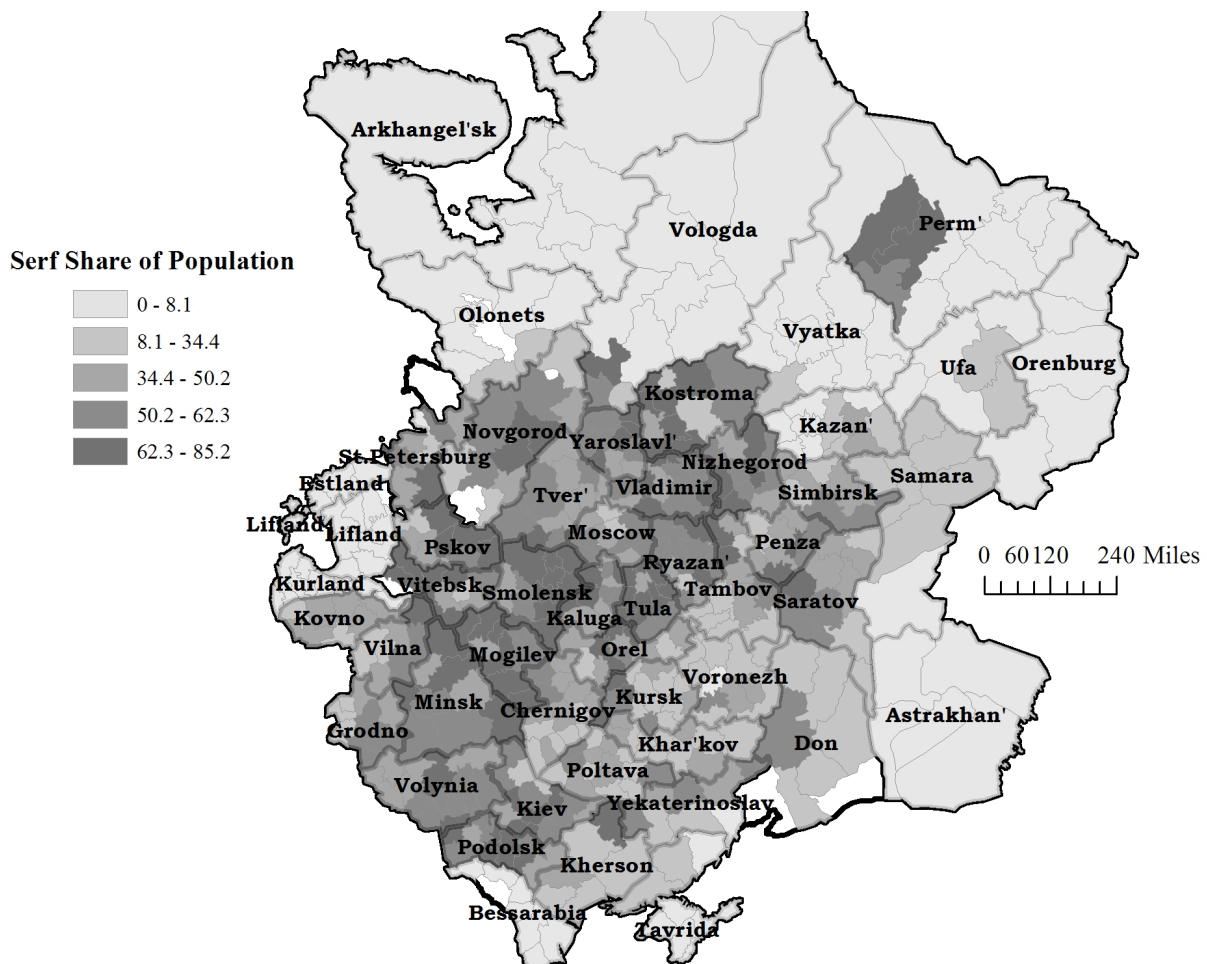 Arkhangel'sk
Vologda
Perm'
Serf Share of Population
0 - 8.1
8.1 - 34.4
34.4 - 50.2
50.2 - 62.3
62.3 - 85.2
Olonets
Vyatka
Ufa
Orenburg
Kostroma
Kazan'
Novgorod
Yaroslavl'
St.Petersburg
Nizhegorod
Samara
Estland
Vladimir
Simbirsk
Tver'
Lifland
Lifland
Moscow
Penza
Pskov
Ryazan'
0 60 120 240 Miles
Kurland
Vitebsk
Smolensk
Tambov
Saratov
Kovno
Kaluga
Tula
Vilna
Mogilev
Orel
Voronezh
Minsk
Chernigov
Kursk
Astrakhan'
Grodno
Khar'kov
Don
Poltava
Volynia
Kiev
Yekaterinoslav
Podolsk
Kherson
Bessarabia
Tavrida